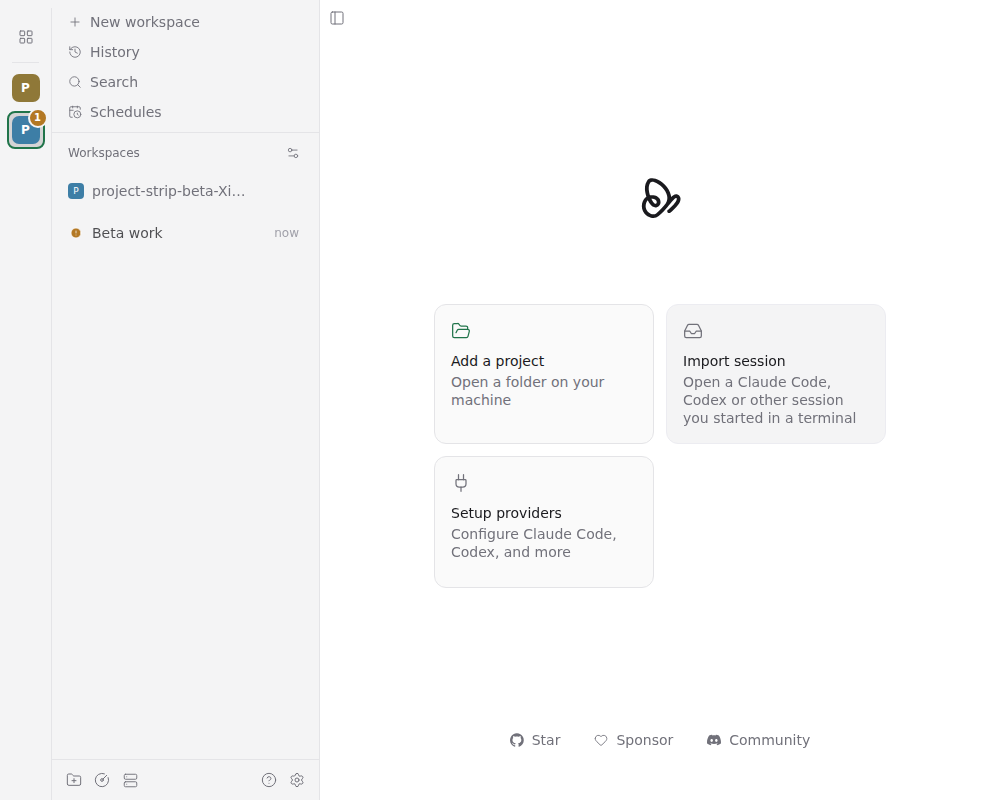 New workspace
History
Search
Schedules
P
P
1
Workspaces
P project-strip-beta-Xi...
Beta work now
Add a project
Open a folder on your
machine
Import session
Open a Claude Code,
Codex or other session
you started in a terminal
Setup providers
Configure Claude Code,
Codex, and more
Star
Sponsor
Community